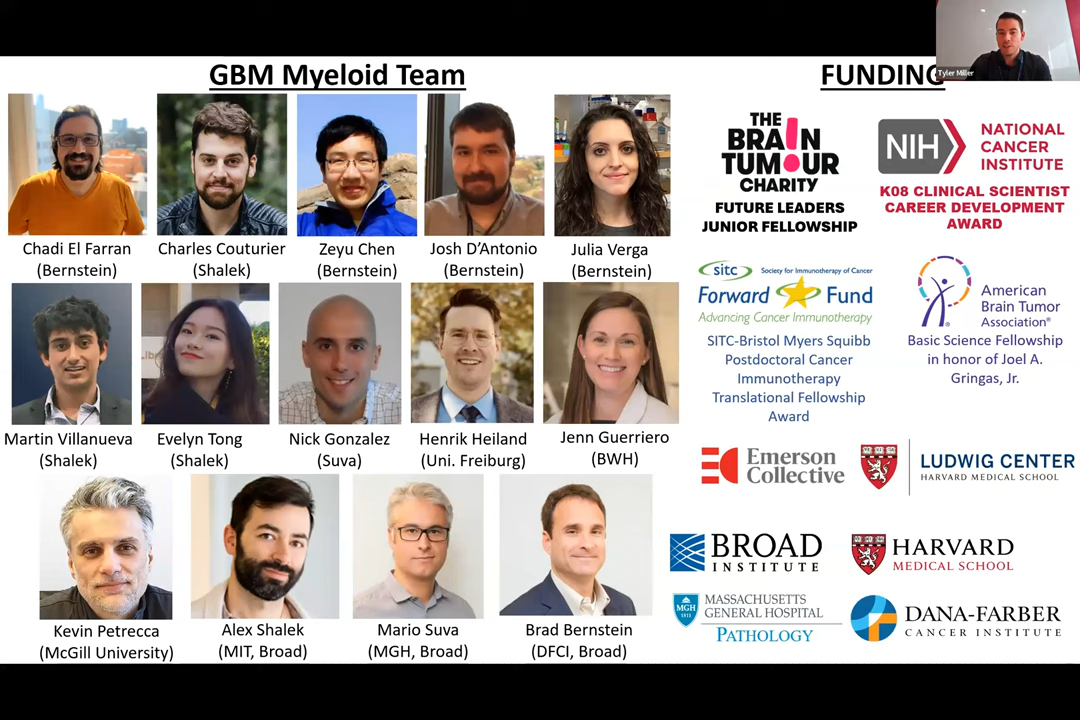 GBM Myeloid Team
Chadi El Farran
(Bernstein)
Charles Couturier
(Shalek)
Zeyu Chen
(Bernstein)
Josh D’Antonio
(Bernstein)
Julia Verga
(Bernstein)
Martin Villanueva
(Shalek)
Evelyn Tong
(Shalek)
Nick Gonzalez
(Suva)
Henrik Heiland
(Uni. Freiburg)
Jenn Guerriero
(BWH)
Kevin Petrecca
(McGill University)
Alex Shalek
(MIT, Broad)
Mario Suva
(MGH, Broad)
Brad Bernstein
(DFCI, Broad)
Tyler Miller
FUNDING
THE
BRA!N
TUMOUR
CHARITY
FUTURE LEADERS
JUNIOR FELLOWSHIP
NIH
NATIONAL
CANCER
INSTITUTE
K08 CLINICAL SCIENTIST
CAREER DEVELOPMENT
AWARD
sitc
Society for Immunotherapy of Cancer
Forward Fund
Advancing Cancer Immunotherapy
SITC-Bristol Myers Squibb
Postdoctoral Cancer
Immunotherapy
Translational Fellowship
Award
American
Brain Tumor
Association®
Basic Science Fellowship
in honor of Joel A.
Gringas, Jr.
Emerson
Collective
LUDWIG CENTER
HARVARD MEDICAL SCHOOL
BROAD
INSTITUTE
HARVARD
MEDICAL SCHOOL
MGH
1811
MASSACHUSETTS
GENERAL HOSPITAL
PATHOLOGY
DANA-FARBER
CANCER INSTITUTE